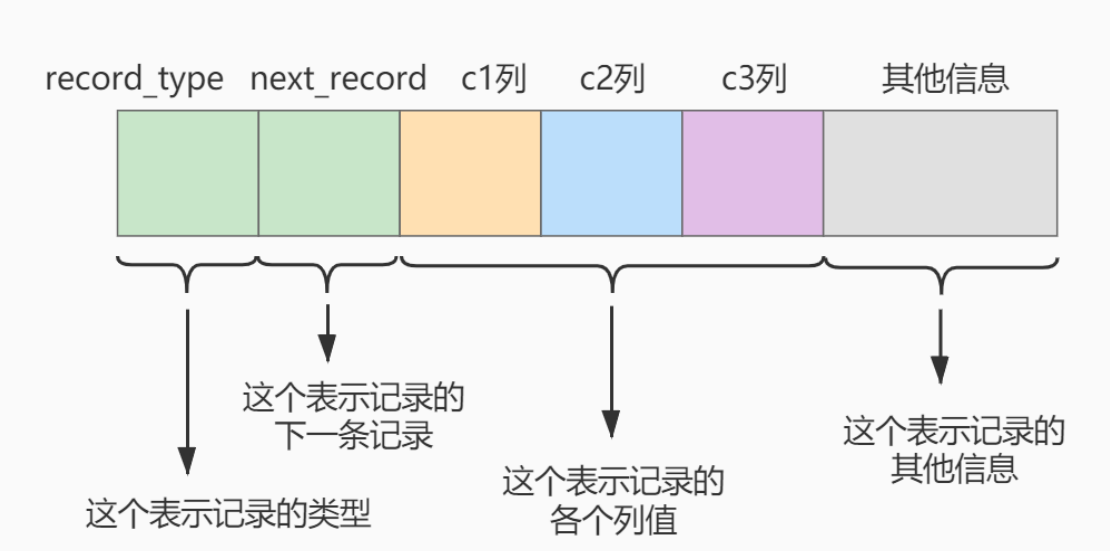 record_type next_record c1列 c2列 c3列 其他信息
这个表示记录的
下一条记录
这个表示记录的
其他信息
这个表示记录的
各个列值
这个表示记录的类型